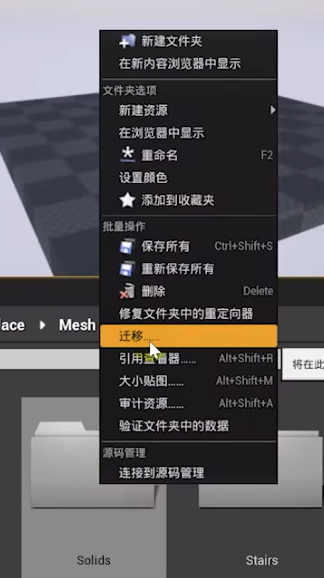 新建文件夹
在新内容浏览器中显示
文件夹选项
新建资源
在浏览器中显示
重命名 F2
设置颜色
添加到收藏夹
批量操作
保存所有 Ctrl+Shift+S
重新保存所有
删除 Delete
修复文件夹中的重定向器
迁移......
引用查看器...... Alt+Shift+R
大小贴图...... Alt+Shift+M
审计资源...... Alt+Shift+A
验证文件夹中的数据
源码管理
连接到源码管理
Mesh
将在此
Solids
Stairs